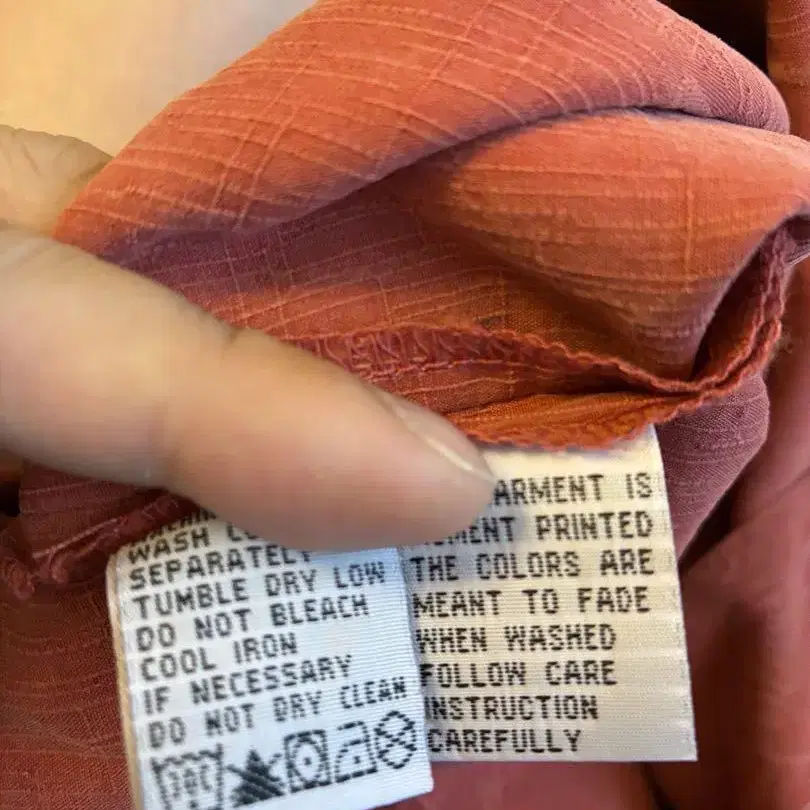 WASH
SEPARATELY
TUMBLE DRY LOW
DO NOT BLEACH
COOL IRON
IF NECESSARY
DO NOT DRY CLEAN
ARMENT IS
MENT PRINTED
THE COLORS ARE
MEANT TO FADE
WHEN WASHED
FOLLOW CARE
INSTRUCTION
CAREFULLY